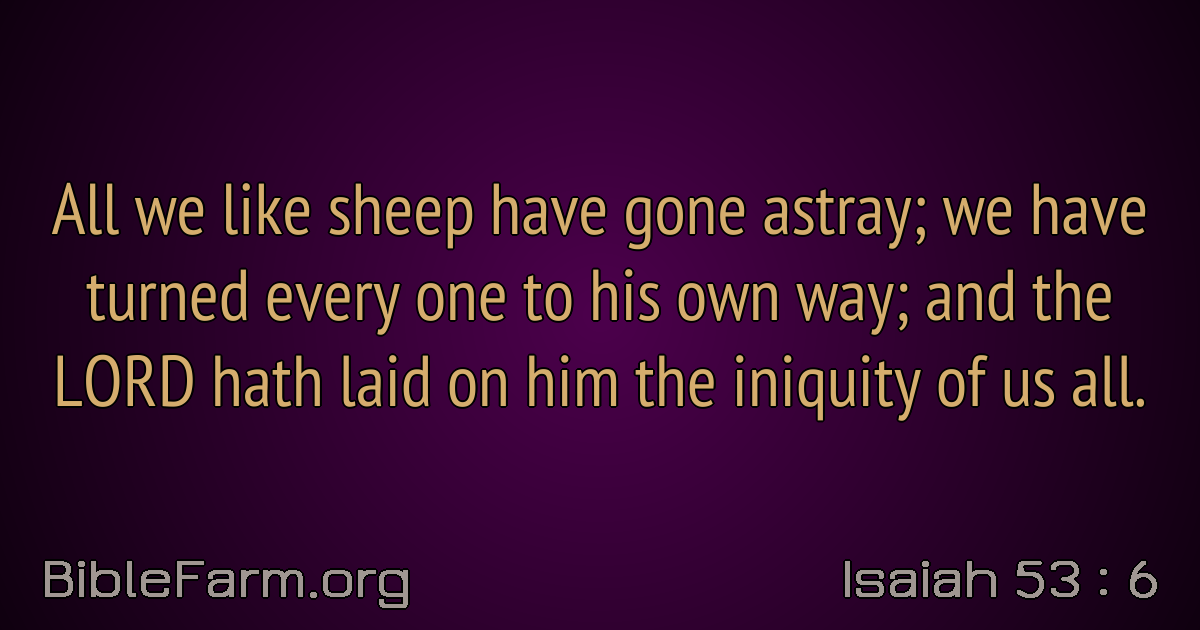 All we like sheep have gone astray; we have
turned every one to his own way; and the
LORD hath laid on him the iniquity of us all.
BibleFarm.org
Isaiah 53 : 6